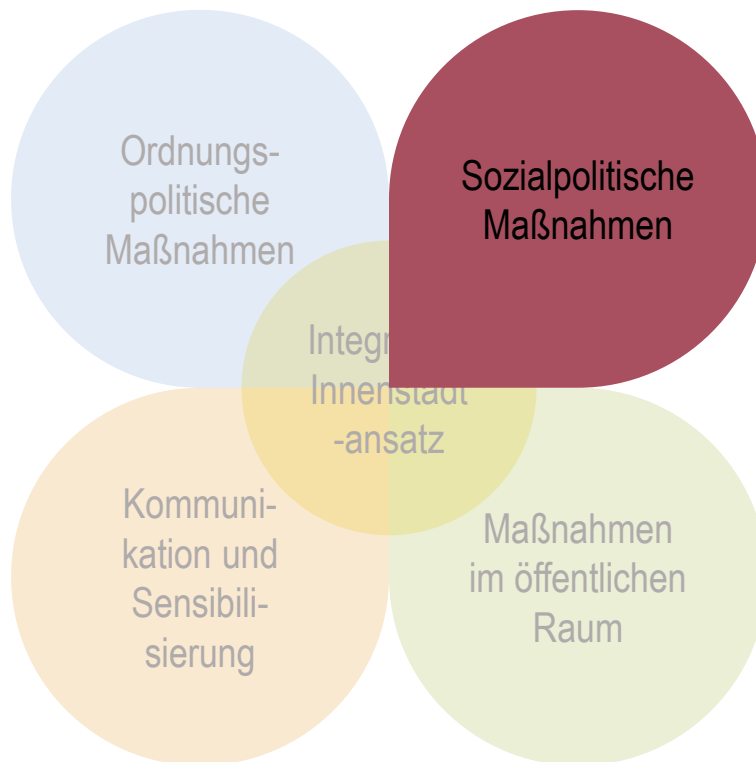 Ordnungs-
politische
Maßnahmen
Sozialpolitische
Maßnahmen
Innenstadt
-ansatz
Kommuni-
kation und
Sensibili-
sierung
Maßnahmen
im öffentlichen
Raum